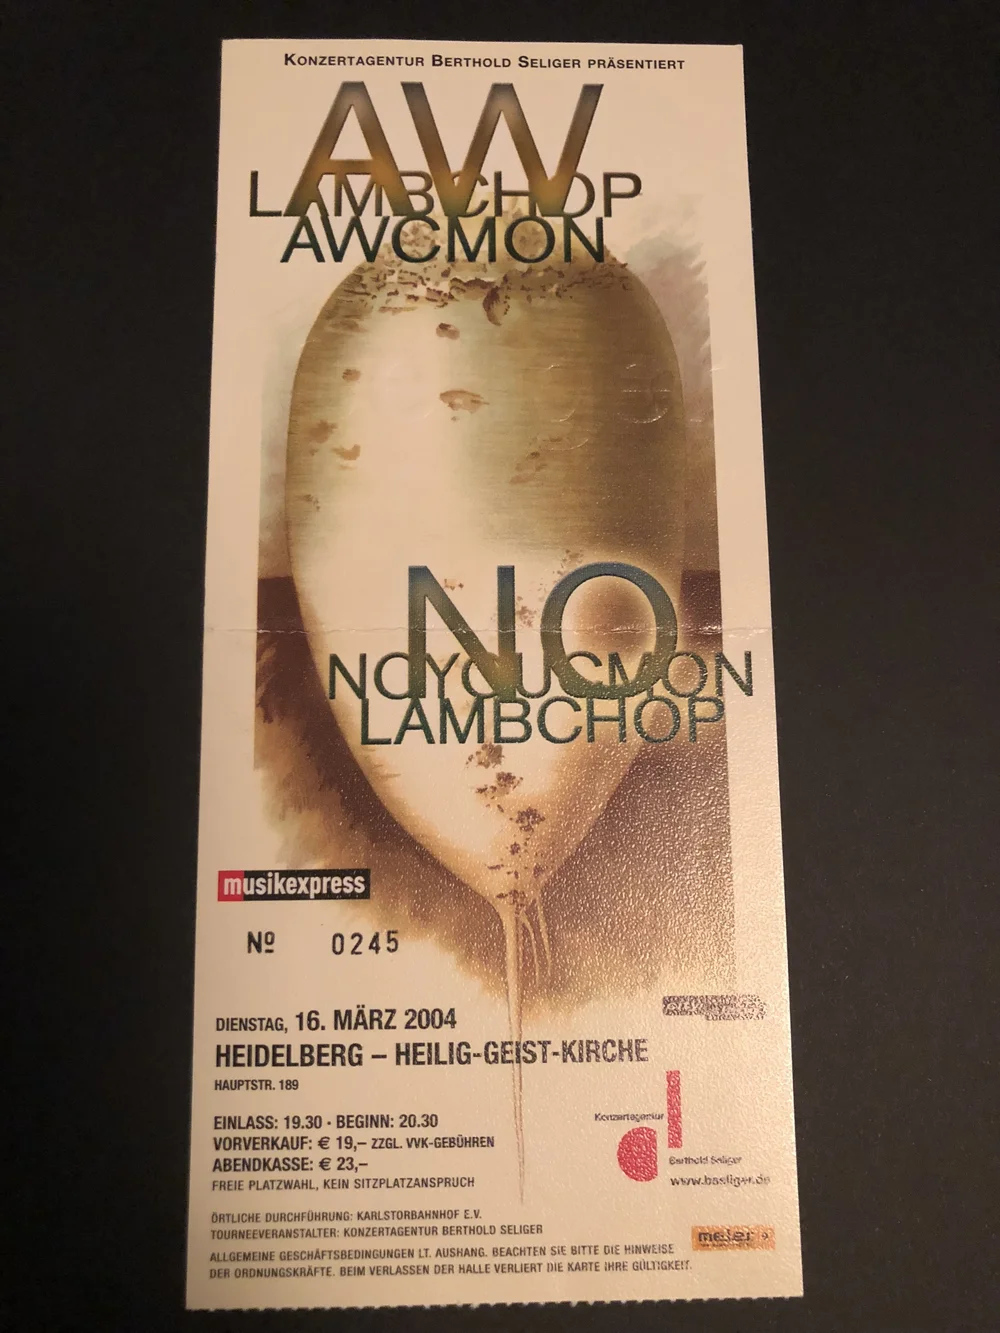 KONZERTAGENTUR BERTHOLD SELIGER PRÄSENTIERT
AW
LAMBCHOP
AWCMON
NO
NOYOUCMON
LAMBCHOP
musikexpress
Nº 0245
DIENSTAG, 16. MÄRZ 2004
HEIDELBERG – HEILIG-GEIST-KIRCHE
HAUPTSTR. 189
EINLASS: 19.30 · BEGINN: 20.30
VORVERKAUF: € 19,– ZZGL. VVK-GEBÜHREN
ABENDKASSE: € 23,–
FREIE PLATZWAHL, KEIN SITZPLATZANSPRUCH
Konzertagentur
Berthold Seliger
www.bseliger.de
ÖRTLICHE DURCHFÜHRUNG: KARLSTORBAHNHOF E.V.
TOURNEEVERANSTALTER: KONZERTAGENTUR BERTHOLD SELIGER
ALLGEMEINE GESCHÄFTSBEDINGUNGEN LT. AUSHANG. BEACHTEN SIE BITTE DIE HINWEISE
DER ORDNUNGSKRÄFTE. BEIM VERLASSEN DER HALLE VERLIERT DIE KARTE IHRE GÜLTIGKEIT.
meier